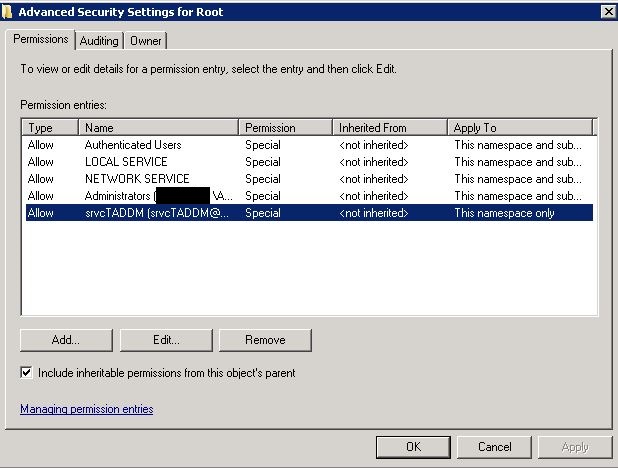 Advanced Security Settings for Root
Permissions Auditing Owner
To view or edit details for a permission entry, select the entry and then click Edit.
Permission entries:
Type Name Permission Inherited From Apply To
Allow Authenticated Users Special <not inherited> This namespace and sub...
Allow LOCAL SERVICE Special <not inherited> This namespace and sub...
Allow NETWORK SERVICE Special <not inherited> This namespace and sub...
Allow Administrators ( \A... Special <not inherited> This namespace and sub...
Allow srvcTADDM (srvcTADDM@... Special <not inherited> This namespace only
Add... Edit... Remove
Include inheritable permissions from this object's parent
Managing permission entries
OK Cancel Apply